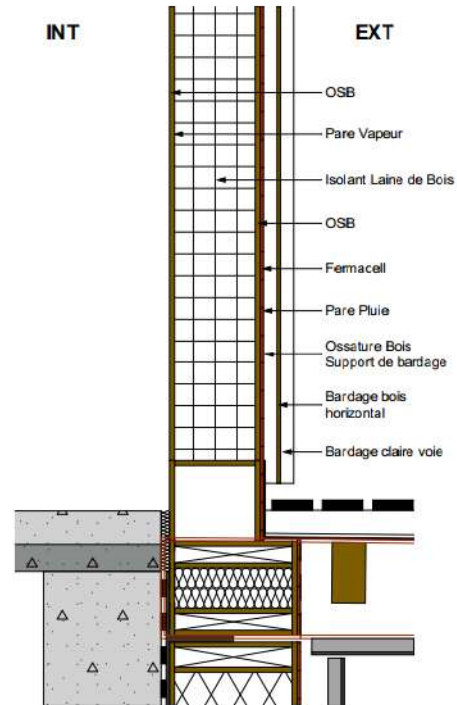 INT
EXT
OSB
Pare Vapeur
Isolant Laine de Bois
OSB
Fermacell
Pare Pluie
Ossature Bois
Support de bardage
Bardage bois
horizontal
Bardage claire voie